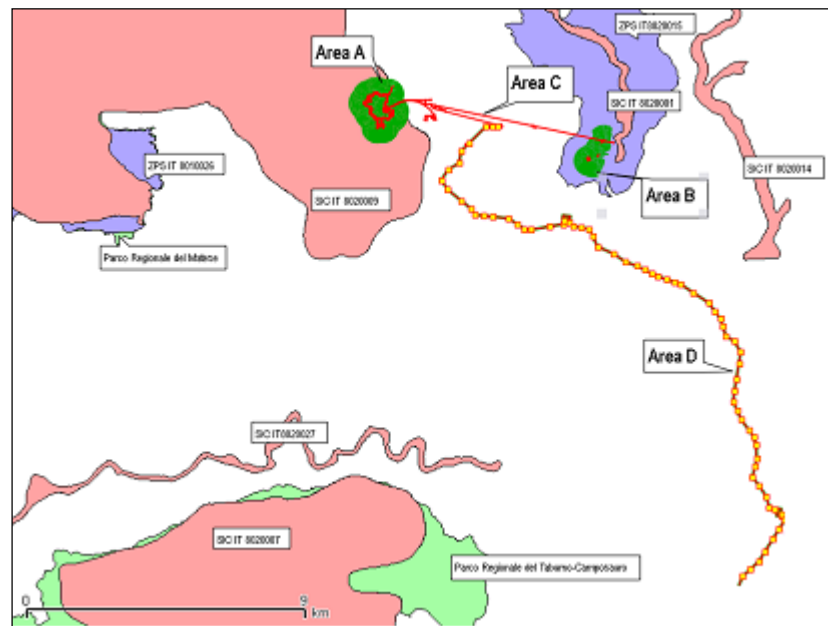 ZPS IT8020015
Area A
Area C
SIC IT 8020001
ZPS IT 8010026
SIC IT 8020014
SIC IT 8020009
Area B
Parco Regionale del Matese
Area D
SIC IT8020027
SIC IT 8020007
Parco Regionale del Taburno-Camposauro
0
9
km